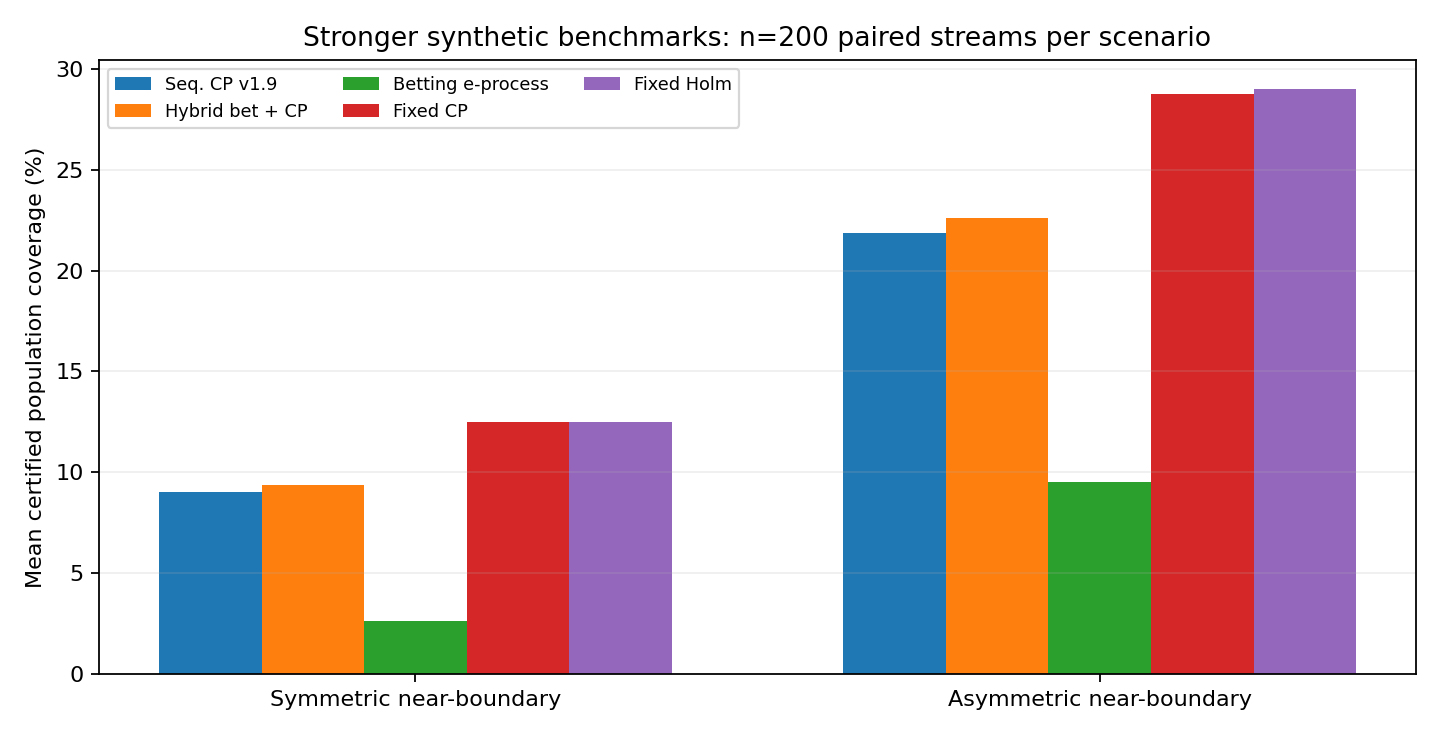 Stronger synthetic benchmarks: n=200 paired streams per scenario
Seq. CP v1.9
Hybrid bet + CP
Betting e-process
Fixed CP
Fixed Holm
Mean certified population coverage (%)
30
25
20
15
10
5
0
Symmetric near-boundary
Asymmetric near-boundary